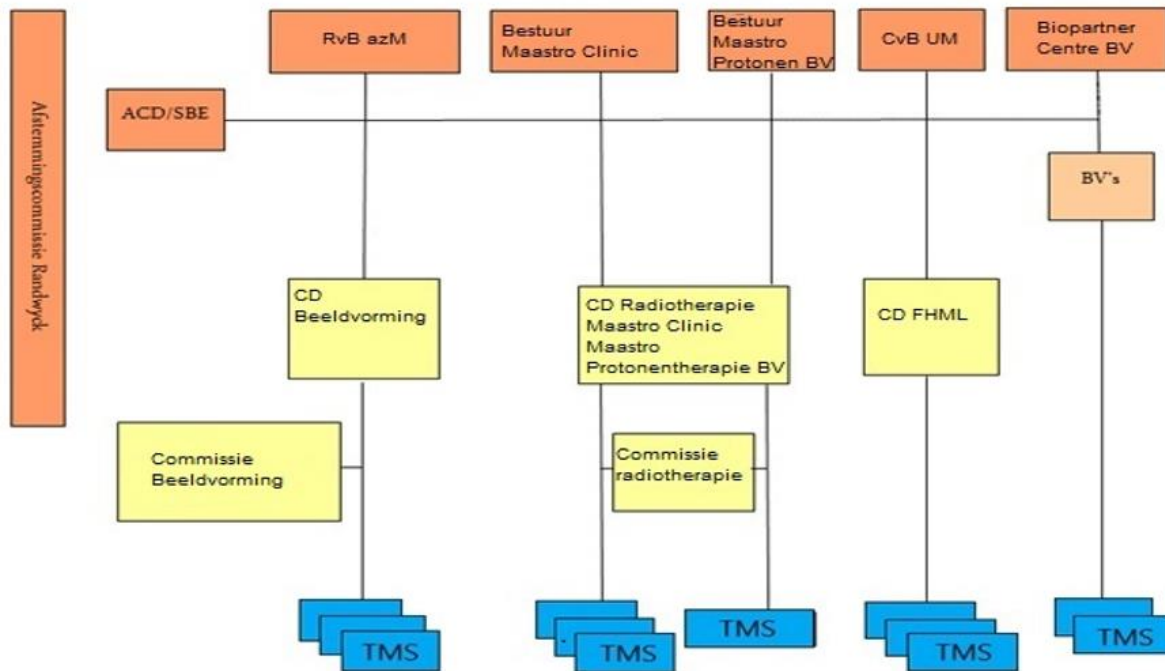 Afstemmingscommissie Randwyck
RvB azM
Bestuur
Maastro Clinic
Bestuur
Maastro
Protonen BV
CvB UM
Biopartner
Centre BV
ACD/SBE
BV's
CD
Beeldvorming
CD Radiotherapie
Maastro Clinic
Maastro
Protonentherapie BV
CD FHML
Commissie
Beeldvorming
Commissie
radiotherapie
TMS
TMS
TMS
TMS
TMS